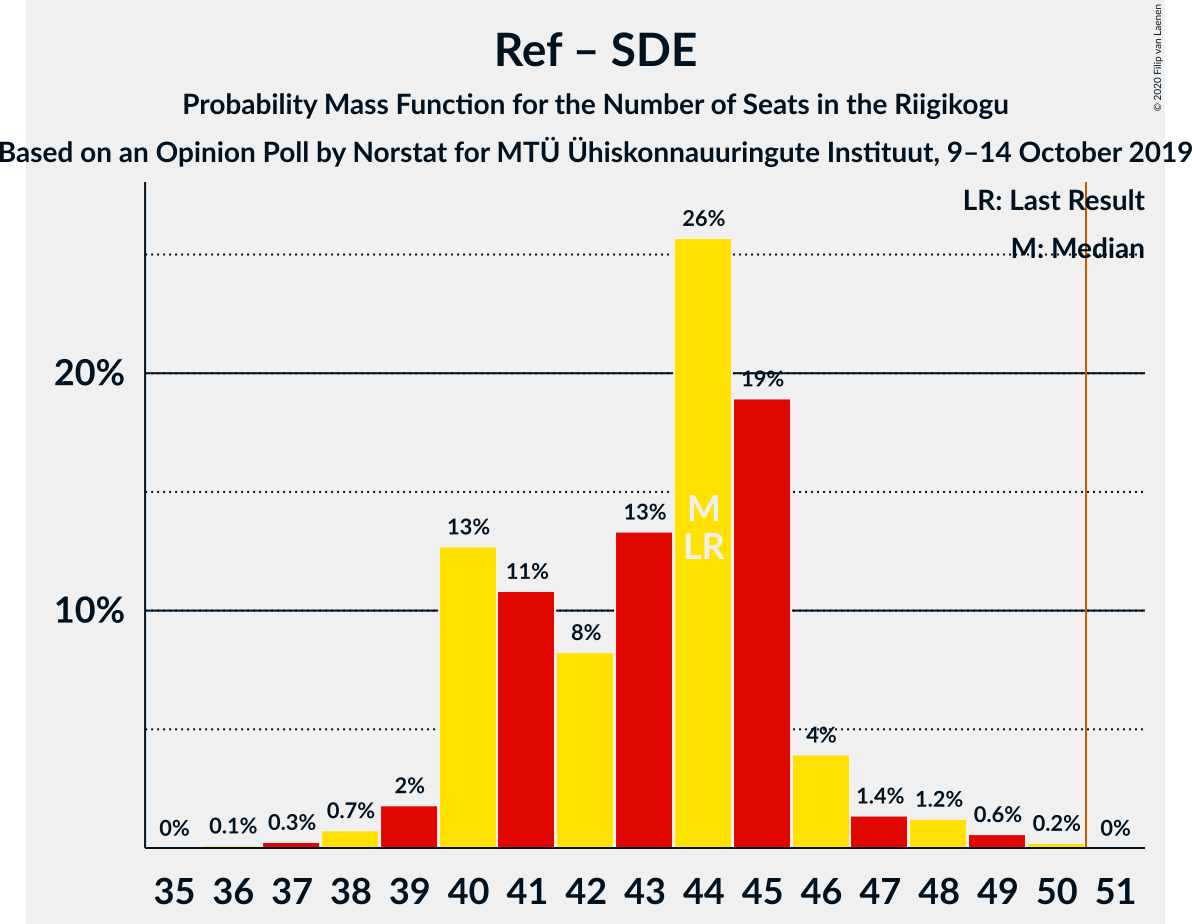 Ref – SDE
Probability Mass Function for the Number of Seats in the Riigikogu
Based on an Opinion Poll by Norstat for MTÜ Ühiskonnauuringute Instituut, 9–14 October 2019
© 2020 Filip van Laenen
LR: Last Result
M: Median
20%
10%
0%
0.1%
0.3%
0.7%
2%
13%
11%
8%
13%
26%
19%
4%
1.4%
1.2%
0.6%
0.2%
0%
M
LR
35 36 37 38 39 40 41 42 43 44 45 46 47 48 49 50 51